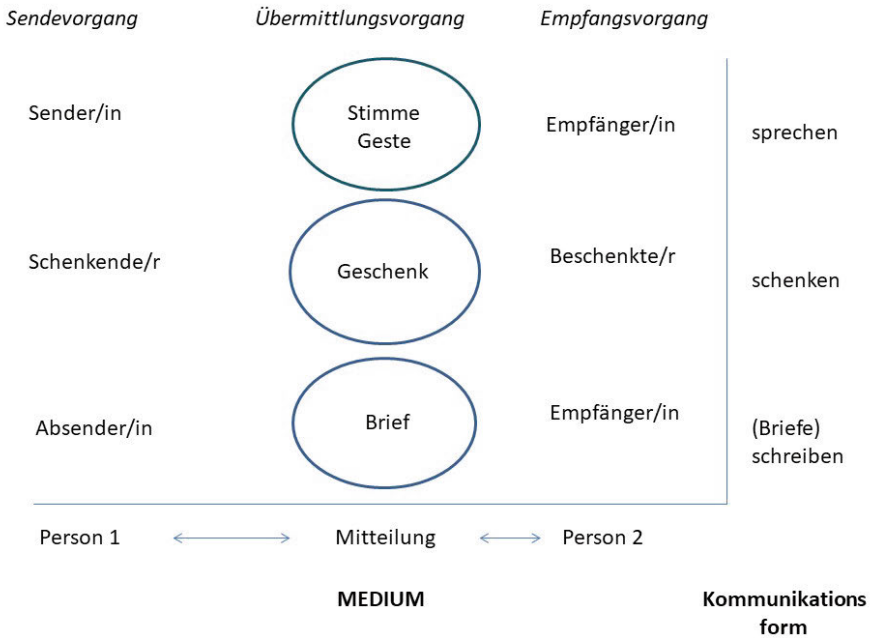 Sendevorgang Übermittlungsvorgang Empfangsvorgang
Sender/in
Stimme
Geste
Empfänger/in
sprechen
Schenkende/r
Geschenk
Beschenkte/r
schenken
Absender/in
Brief
Empfänger/in
(Briefe)
schreiben
Person 1 Mitteilung Person 2
MEDIUM
Kommunikations
form